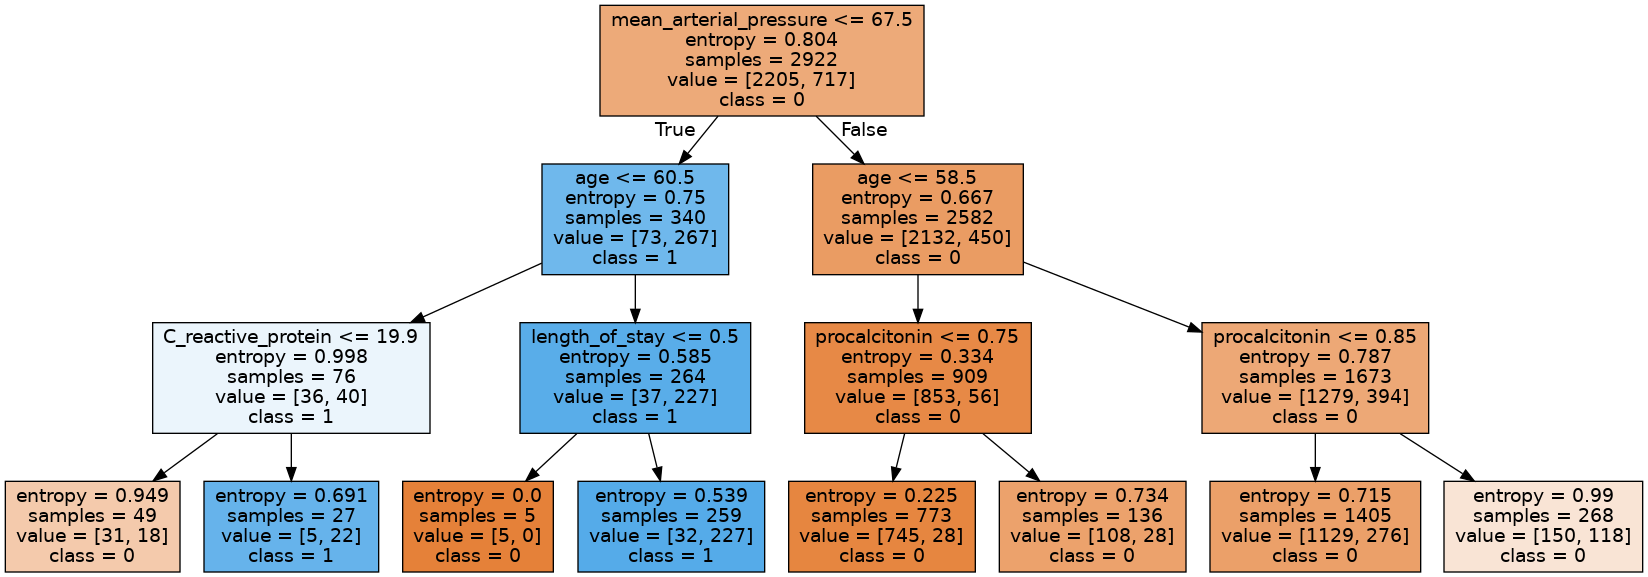 mean_arterial_pressure <= 67.5
entropy = 0.804
samples = 2922
value = [2205, 717]
class = 0
True
False
age <= 60.5
entropy = 0.75
samples = 340
value = [73, 267]
class = 1
age <= 58.5
entropy = 0.667
samples = 2582
value = [2132, 450]
class = 0
C_reactive_protein <= 19.9
entropy = 0.998
samples = 76
value = [36, 40]
class = 1
length_of_stay <= 0.5
entropy = 0.585
samples = 264
value = [37, 227]
class = 1
procalcitonin <= 0.75
entropy = 0.334
samples = 909
value = [853, 56]
class = 0
procalcitonin <= 0.85
entropy = 0.787
samples = 1673
value = [1279, 394]
class = 0
entropy = 0.949
samples = 49
value = [31, 18]
class = 0
entropy = 0.691
samples = 27
value = [5, 22]
class = 1
entropy = 0.0
samples = 5
value = [5, 0]
class = 0
entropy = 0.539
samples = 259
value = [32, 227]
class = 1
entropy = 0.225
samples = 773
value = [745, 28]
class = 0
entropy = 0.734
samples = 136
value = [108, 28]
class = 0
entropy = 0.715
samples = 1405
value = [1129, 276]
class = 0
entropy = 0.99
samples = 268
value = [150, 118]
class = 0